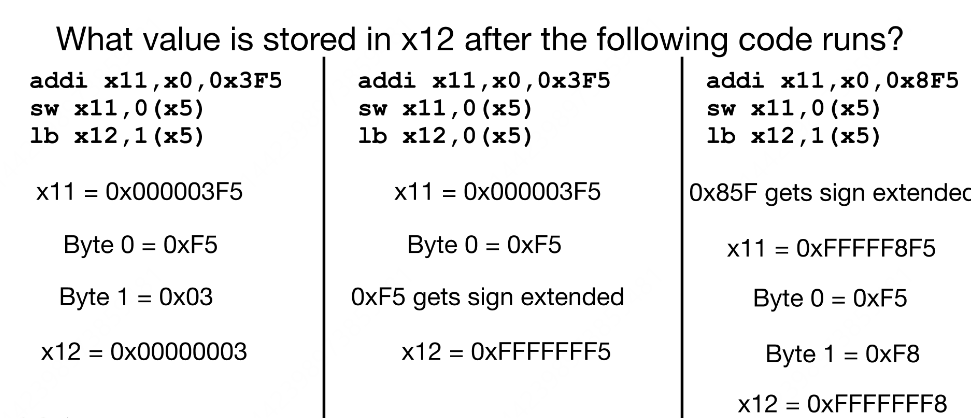 What value is stored in x12 after the following code runs?
addi x11,x0,0x3F5
sw x11,0(x5)
lb x12,1(x5)
x11 = 0x000003F5
Byte 0 = 0xF5
Byte 1 = 0x03
x12 = 0x00000003
addi x11,x0,0x3F5
sw x11,0(x5)
lb x12,0(x5)
x11 = 0x000003F5
Byte 0 = 0xF5
0xF5 gets sign extended
x12 = 0xFFFFFFF5
addi x11,x0,0x8F5
sw x11,0(x5)
lb x12,1(x5)
0x85F gets sign extended
x11 = 0xFFFFF8F5
Byte 0 = 0xF5
Byte 1 = 0xF8
x12 = 0xFFFFFFF8